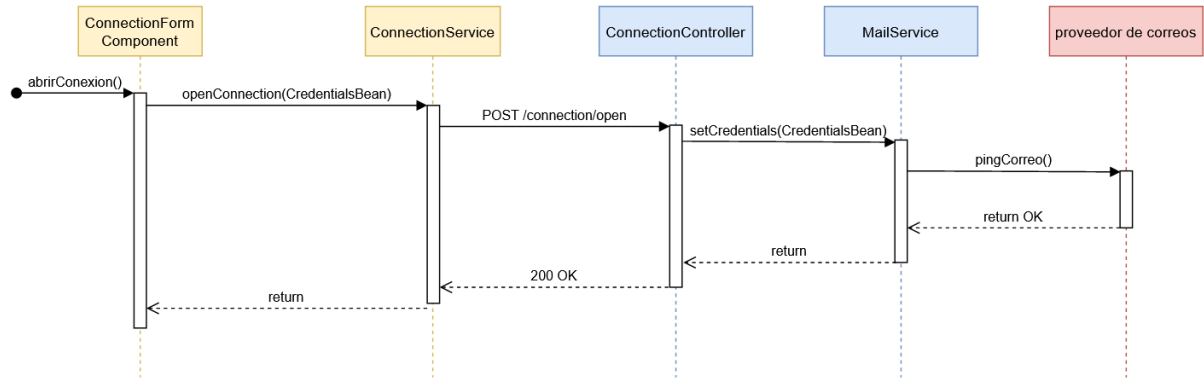 ConnectionForm
Component
ConnectionService
ConnectionController
MailService
proveedor de correos
abrirConexion()
openConnection(CredentialsBean)
POST /connection/open
setCredentials(CredentialsBean)
pingCorreo()
return OK
return
200 OK
return